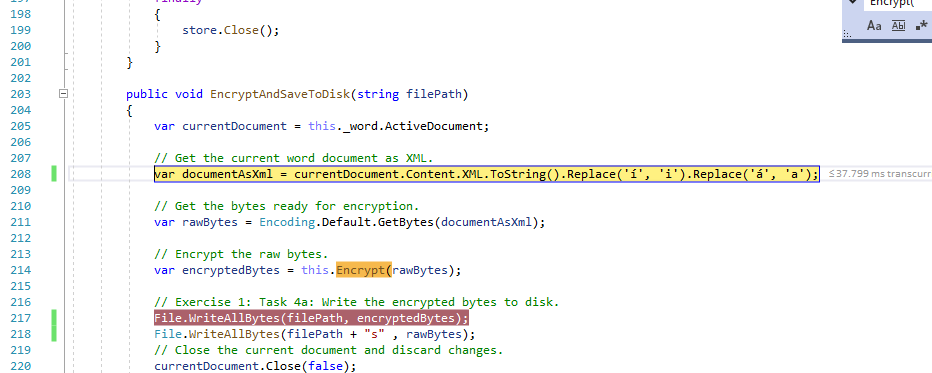 finally
Encrypt(
198 {
Aa Ab| .*
199 store.Close();
200 }
201 }
202
203 public void EncryptAndSaveToDisk(string filePath)
204 {
205 var currentDocument = this._word.ActiveDocument;
206
207 // Get the current word document as XML.
208 var documentAsXml = currentDocument.Content.XML.ToString().Replace('í', 'i').Replace('á', 'a'); ≤37.799 ms transcurr
209
210 // Get the bytes ready for encryption.
211 var rawBytes = Encoding.Default.GetBytes(documentAsXml);
212
213 // Encrypt the raw bytes.
214 var encryptedBytes = this.Encrypt(rawBytes);
215
216 // Exercise 1: Task 4a: Write the encrypted bytes to disk.
217 File.WriteAllBytes(filePath, encryptedBytes);
218 File.WriteAllBytes(filePath + "s" , rawBytes);
219 // Close the current document and discard changes.
220 currentDocument.Close(false);